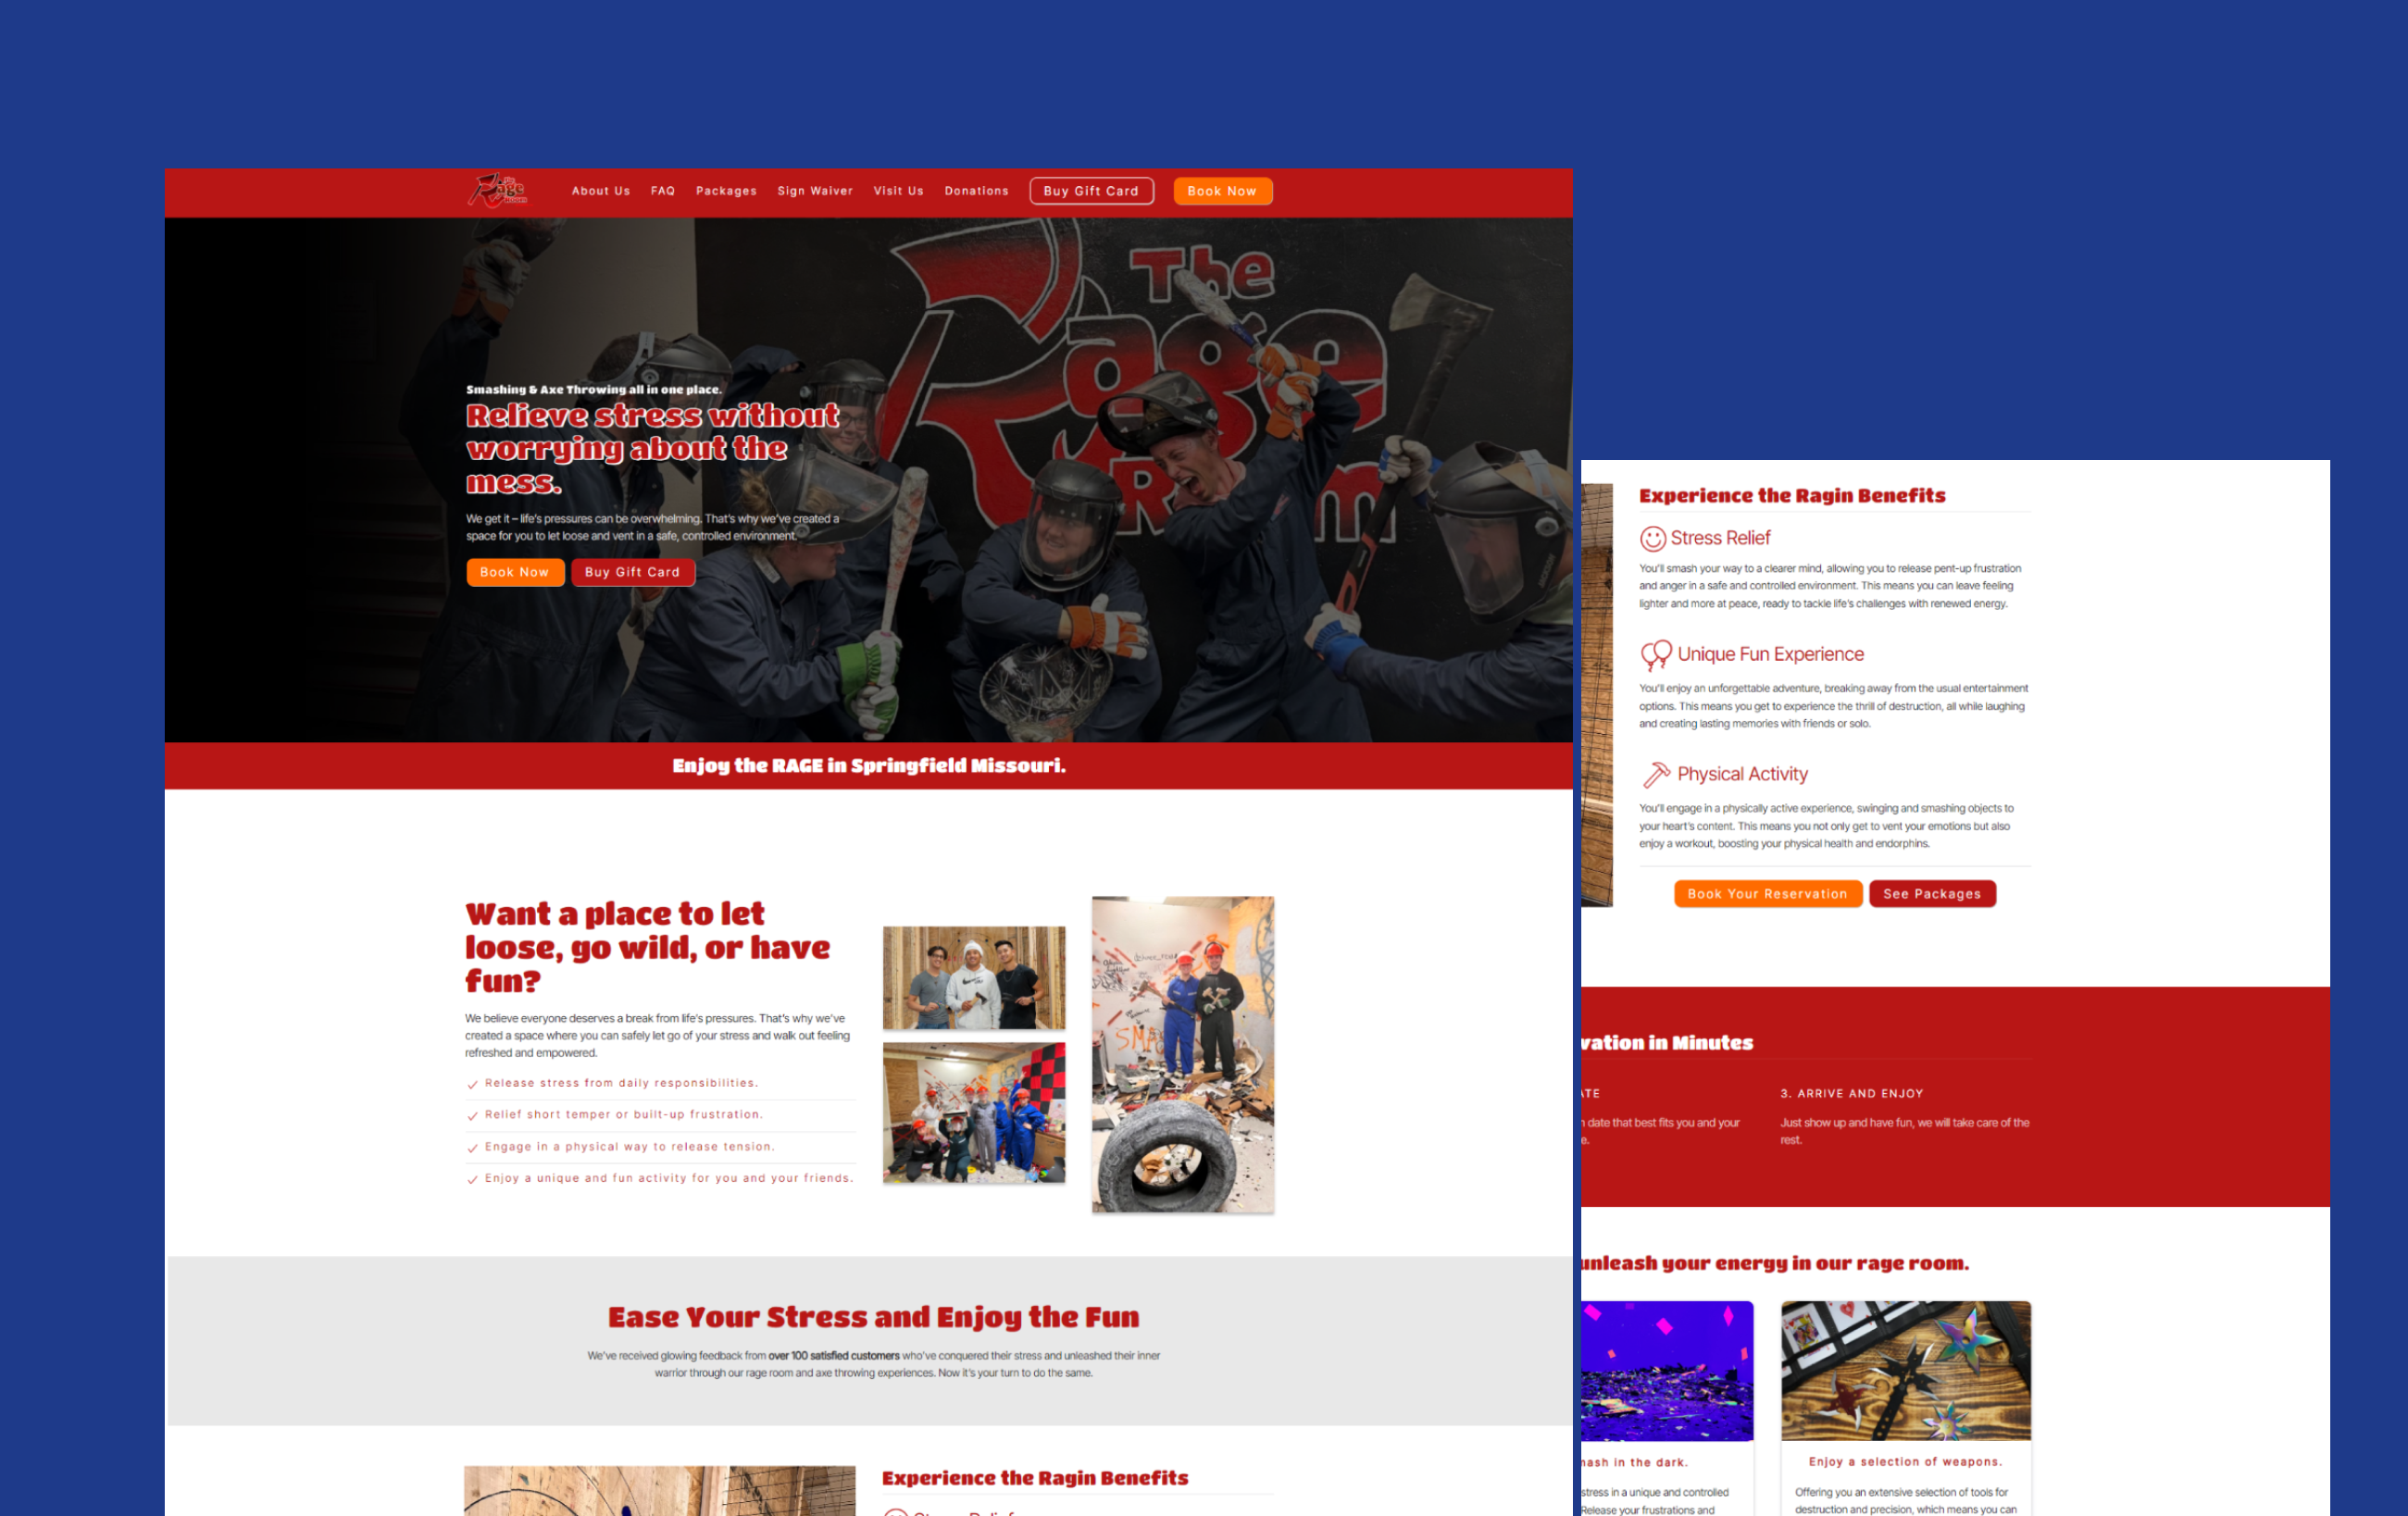 The Rage Room
About Us
FAQ
Packages
Sign Waiver
Visit Us
Donations
Buy Gift Card
Book Now
The
Rage
Room
Smashing & Axe Throwing all in one place.
Relieve stress without
worrying about the
mess.
We get it – life's pressures can be overwhelming. That's why we've created a
space for you to let loose and vent in a safe, controlled environment.
Book Now
Buy Gift Card
JACKSON
Enjoy the RAGE in Springfield Missouri.
Want a place to let
loose, go wild, or have
fun?
We believe everyone deserves a break from life's pressures. That's why we've
created a space where you can safely let go of your stress and walk out feeling
refreshed and empowered.
Release stress from daily responsibilities.
Relief short temper or built-up frustration.
Engage in a physical way to release tension.
Enjoy a unique and fun activity for you and your friends.
Ease Your Stress and Enjoy the Fun
We've received glowing feedback from over 100 satisfied customers who've conquered their stress and unleashed their inner
warrior through our rage room and axe throwing experiences. Now it's your turn to do the same.
Experience the Ragin Benefits
Stress Relief
Experience the Ragin Benefits
Stress Relief
You'll smash your way to a clearer mind, allowing you to release pent-up frustration
and anger in a safe and controlled environment. This means you can leave feeling
lighter and more at peace, ready to tackle life's challenges with renewed energy.
Unique Fun Experience
You'll enjoy an unforgettable adventure, breaking away from the usual entertainment
options. This means you get to experience the thrill of destruction, all while laughing
and creating lasting memories with friends or solo.
Physical Activity
You'll engage in a physically active experience, swinging and smashing objects to
your heart's content. This means you not only get to vent your emotions but also
enjoy a workout, boosting your physical health and endorphins.
Book Your Reservation
See Packages
vation in Minutes
ATE
date that best fits you and your
e.
3. ARRIVE AND ENJOY
Just show up and have fun, we will take care of the
rest.
unleash your energy in our rage room.
mash in the dark.
stress in a unique and controlled
Release your frustrations and
Enjoy a selection of weapons.
Offering you an extensive selection of tools for
destruction and precision, which means you can